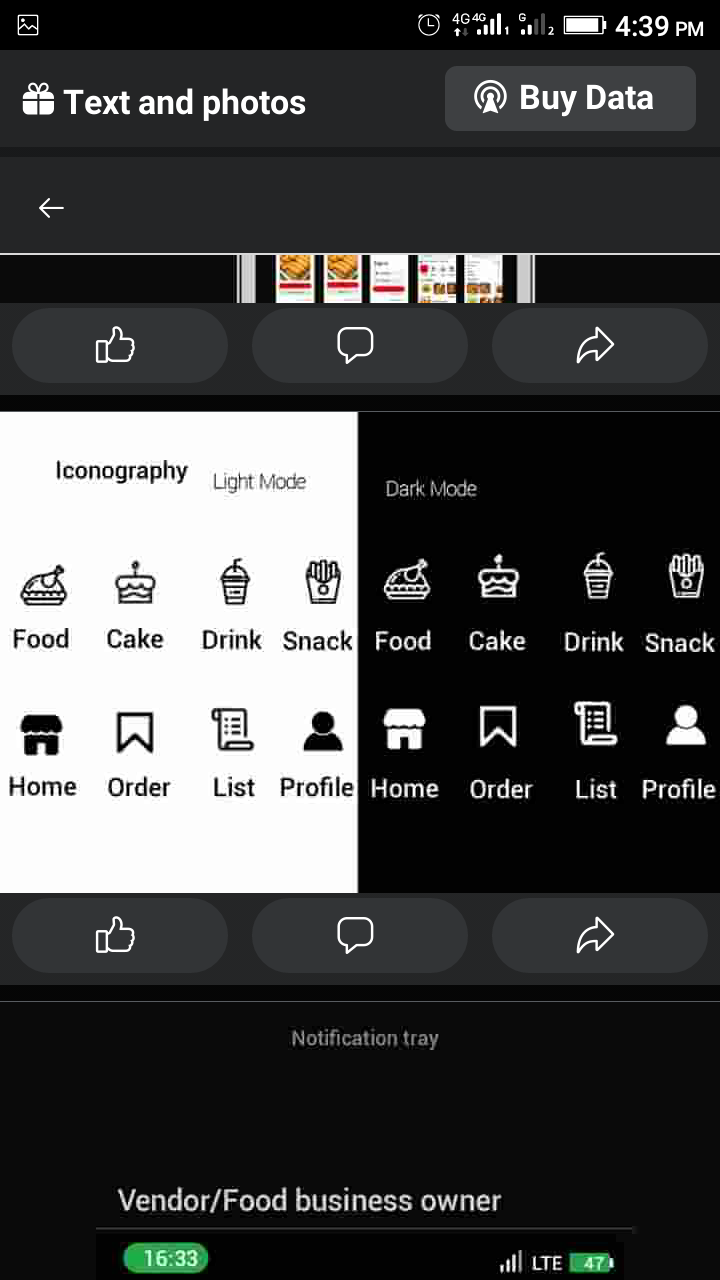 4G 4G 1 G 2 4:39 PM
Text and photos Buy Data
Iconography Light Mode Dark Mode
Food Cake Drink Snack Food Cake Drink Snack
Home Order List Profile Home Order List Profile
Notification tray
Vendor/Food business owner
16:33 LTE 47